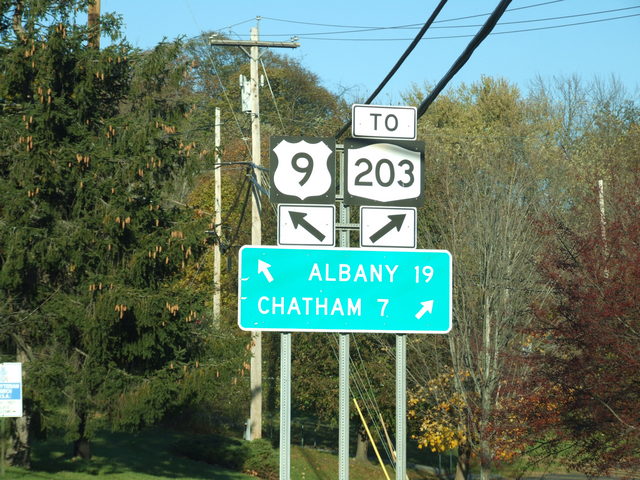 TO
9 203
ALBANY 19
CHATHAM 7